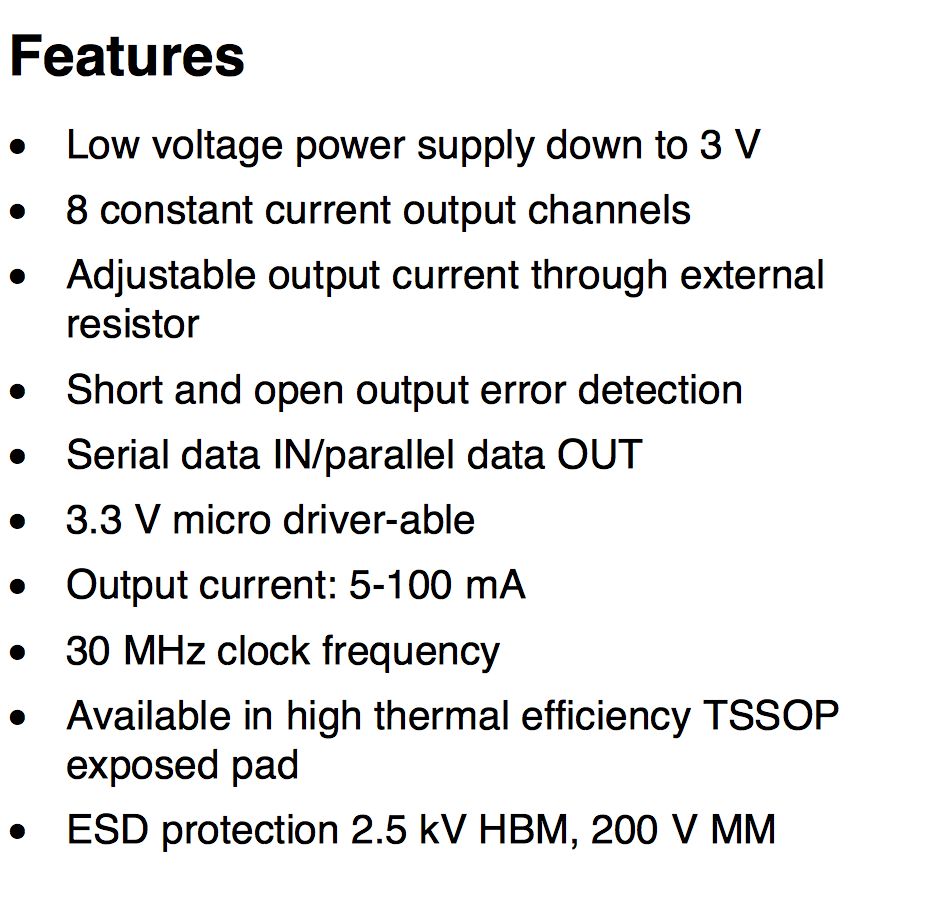 Features
• Low voltage power supply down to 3 V
• 8 constant current output channels
• Adjustable output current through external
resistor
• Short and open output error detection
• Serial data IN/parallel data OUT
• 3.3 V micro driver-able
• Output current: 5-100 mA
• 30 MHz clock frequency
• Available in high thermal efficiency TSSOP
exposed pad
• ESD protection 2.5 kV HBM, 200 V MM